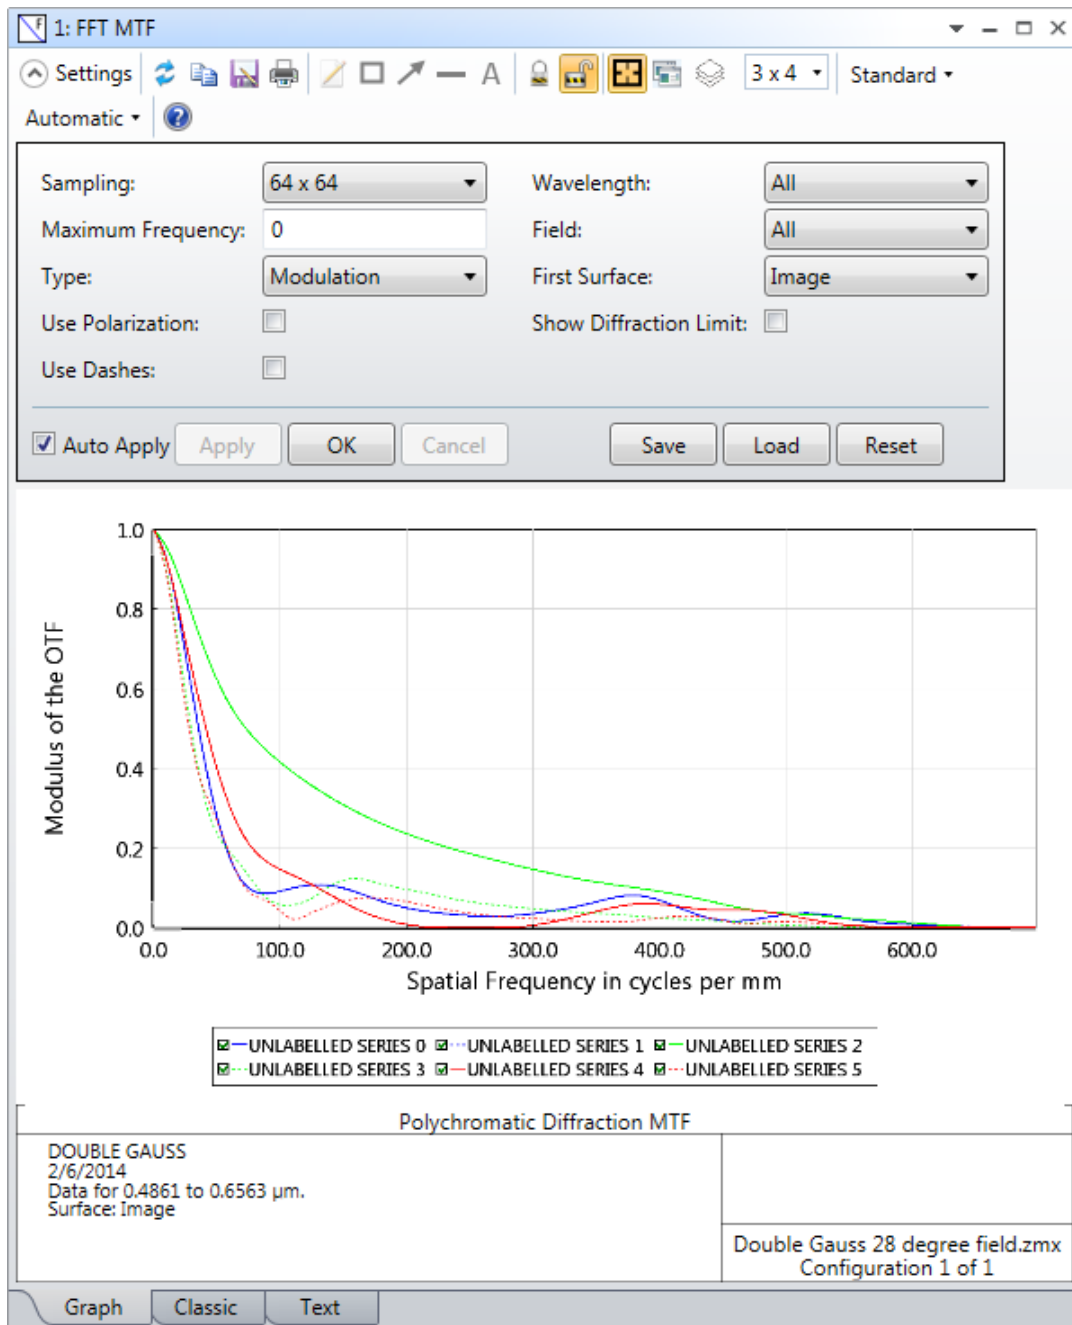 F 1: FFT MTF
Settings A 3 x 4 Standard
Automatic ?
Sampling: 64 x 64 Wavelength: All
Maximum Frequency: 0 Field: All
Type: Modulation First Surface: Image
Use Polarization: Show Diffraction Limit:
Use Dashes:
Auto Apply Apply OK Cancel Save Load Reset
1.0
0.8
0.6
0.4
0.2
0.0
Modulus of the OTF
0.0 100.0 200.0 300.0 400.0 500.0 600.0
Spatial Frequency in cycles per mm
UNLABELLED SERIES 0 UNLABELLED SERIES 1 UNLABELLED SERIES 2
UNLABELLED SERIES 3 UNLABELLED SERIES 4 UNLABELLED SERIES 5
Polychromatic Diffraction MTF
DOUBLE GAUSS
2/6/2014
Data for 0.4861 to 0.6563 µm.
Surface: Image
Double Gauss 28 degree field.zmx
Configuration 1 of 1
Graph Classic Text